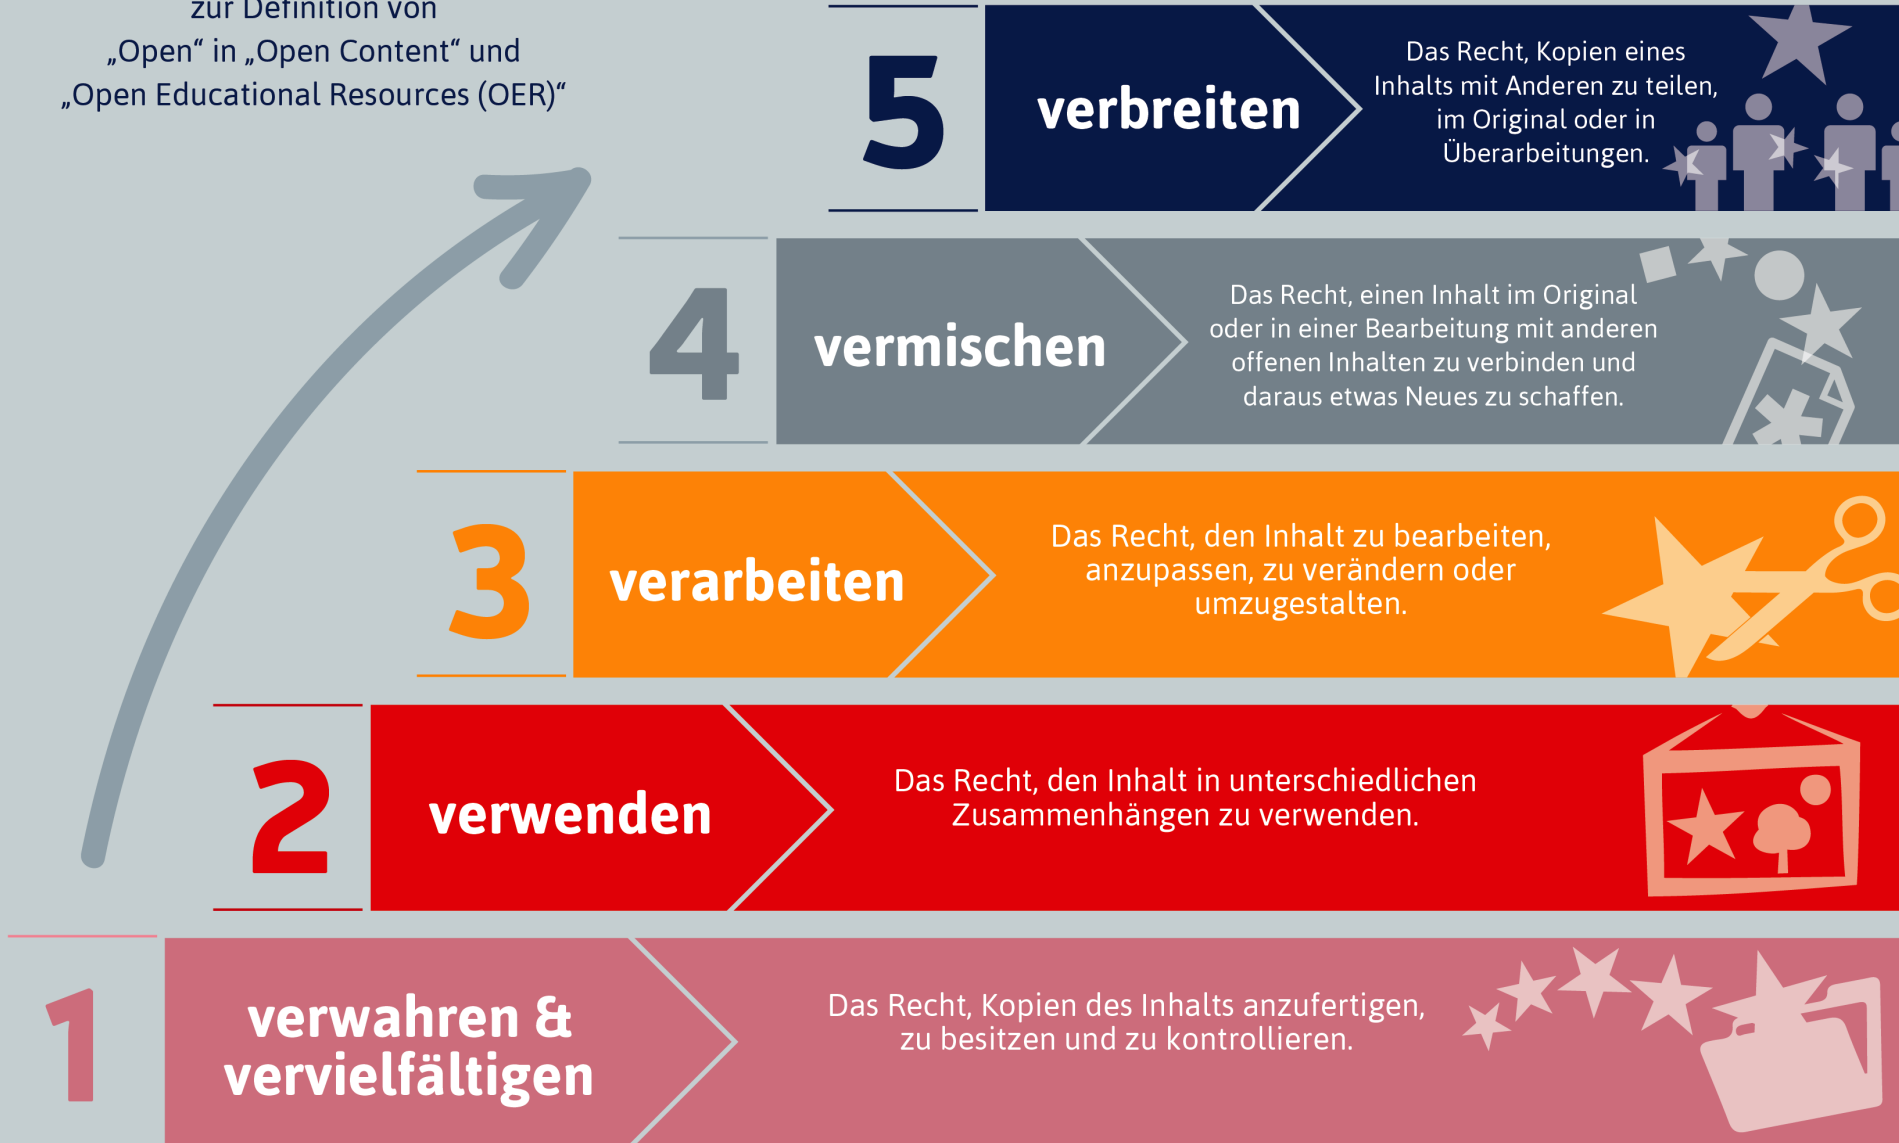 zur Definition von
„Open“ in „Open Content“ und
„Open Educational Resources (OER)“
5
verbreiten
Das Recht, Kopien eines
Inhalts mit Anderen zu teilen,
im Original oder in
Überarbeitungen.
4
vermischen
Das Recht, einen Inhalt im Original
oder in einer Bearbeitung mit anderen
offenen Inhalten zu verbinden und
daraus etwas Neues zu schaffen.
3
verarbeiten
Das Recht, den Inhalt zu bearbeiten,
anzupassen, zu verändern oder
umzugestalten.
2
verwenden
Das Recht, den Inhalt in unterschiedlichen
Zusammenhängen zu verwenden.
1
verwahren &
vervielfältigen
Das Recht, Kopien des Inhalts anzufertigen,
zu besitzen und zu kontrollieren.